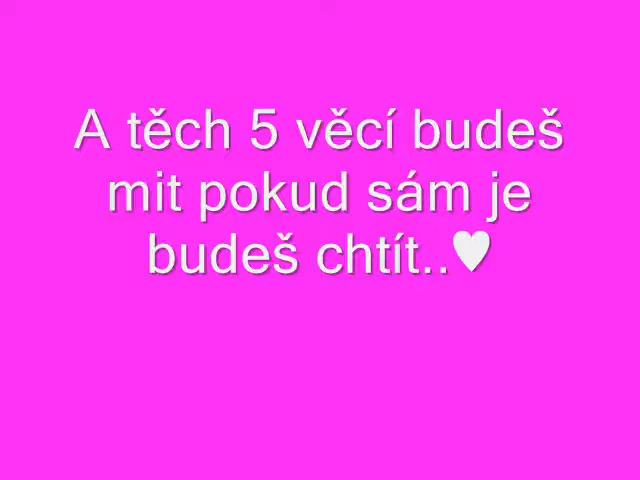 A těch 5 věcí budeš
mit pokud sám je
budeš chtít..♥